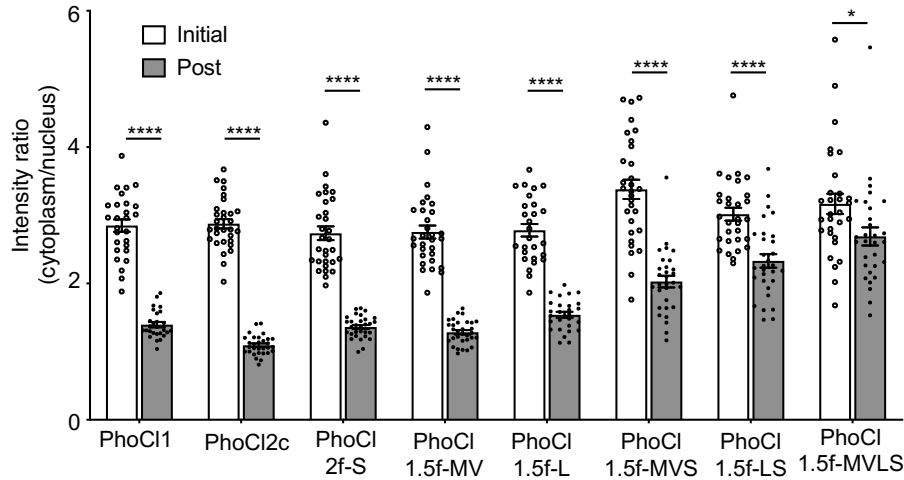 *
6
Initial
Post
****
****
****
****
****
****
****
Intensity ratio
(cytoplasm/nucleus)
4
2
0
PhoCl1
PhoCl2c
PhoCl
2f-S
PhoCl
1.5f-MV
PhoCl
1.5f-L
PhoCl
1.5f-MVS
PhoCl
1.5f-LS
PhoCl
1.5f-MVLS